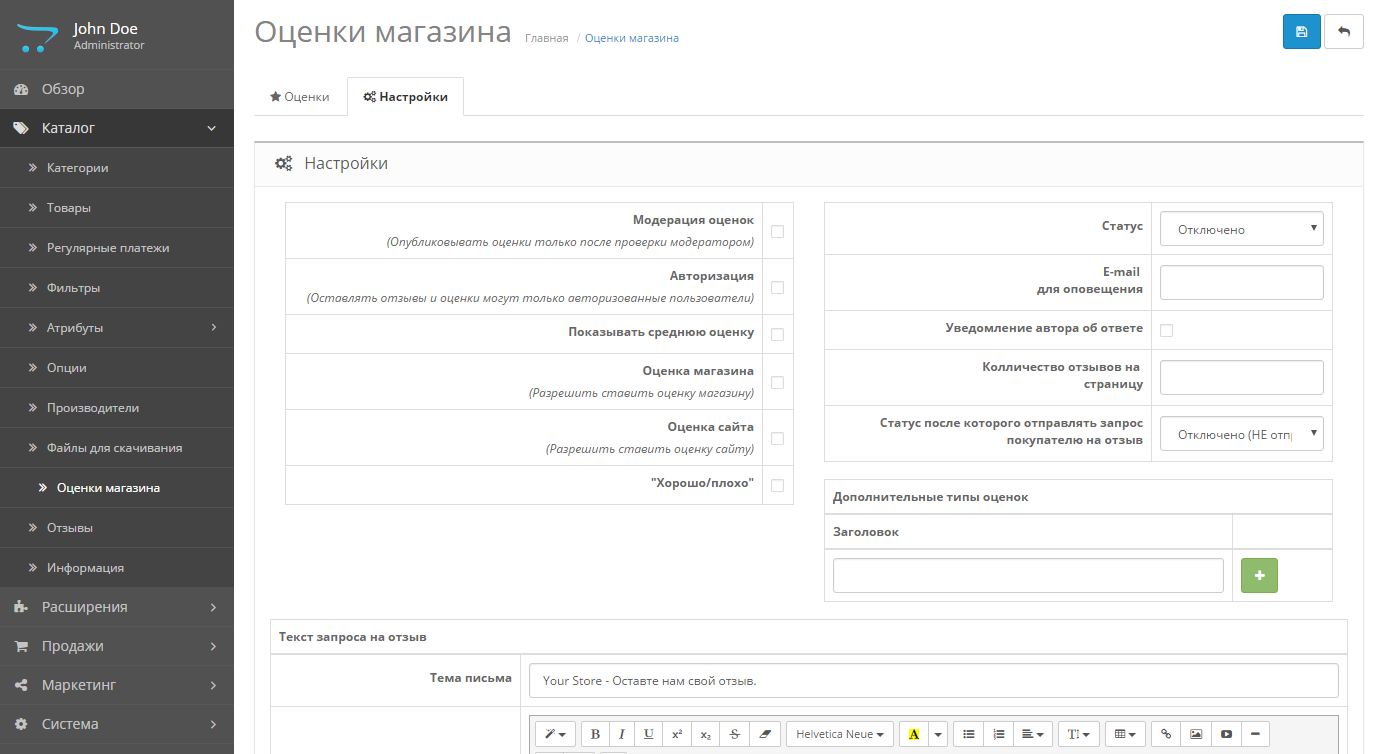 John Doe
Administrator
Обзор
Каталог
Категории
Товары
Регулярные платежи
Фильтры
Атрибуты
Опции
Производители
Файлы для скачивания
Оценки магазина
Отзывы
Информация
Расширения
Продажи
Маркетинг
Система
Оценки магазина
Главная / Оценки магазина
Оценки
Настройки
Настройки
Модерация оценок
(Опубликовывать оценки только после проверки модератором)
Авторизация
(Оставлять отзывы и оценки могут только авторизованные пользователи)
Показывать среднюю оценку
Оценка магазина
(Разрешить ставить оценку магазину)
Оценка сайта
(Разрешить ставить оценку сайту)
"Хорошо/плохо"
Статус
Отключено
E-mail
для оповещения
Уведомление автора об ответе
Колличество отзывов на
страницу
Статус после которого отправлять запрос
покупателю на отзыв
Отключено (НЕ отпр
Дополнительные типы оценок
Заголовок
Текст запроса на отзыв
Тема письма
Your Store - Оставте нам свой отзыв.
B I U x² x₂ S Helvetica Neue A T!